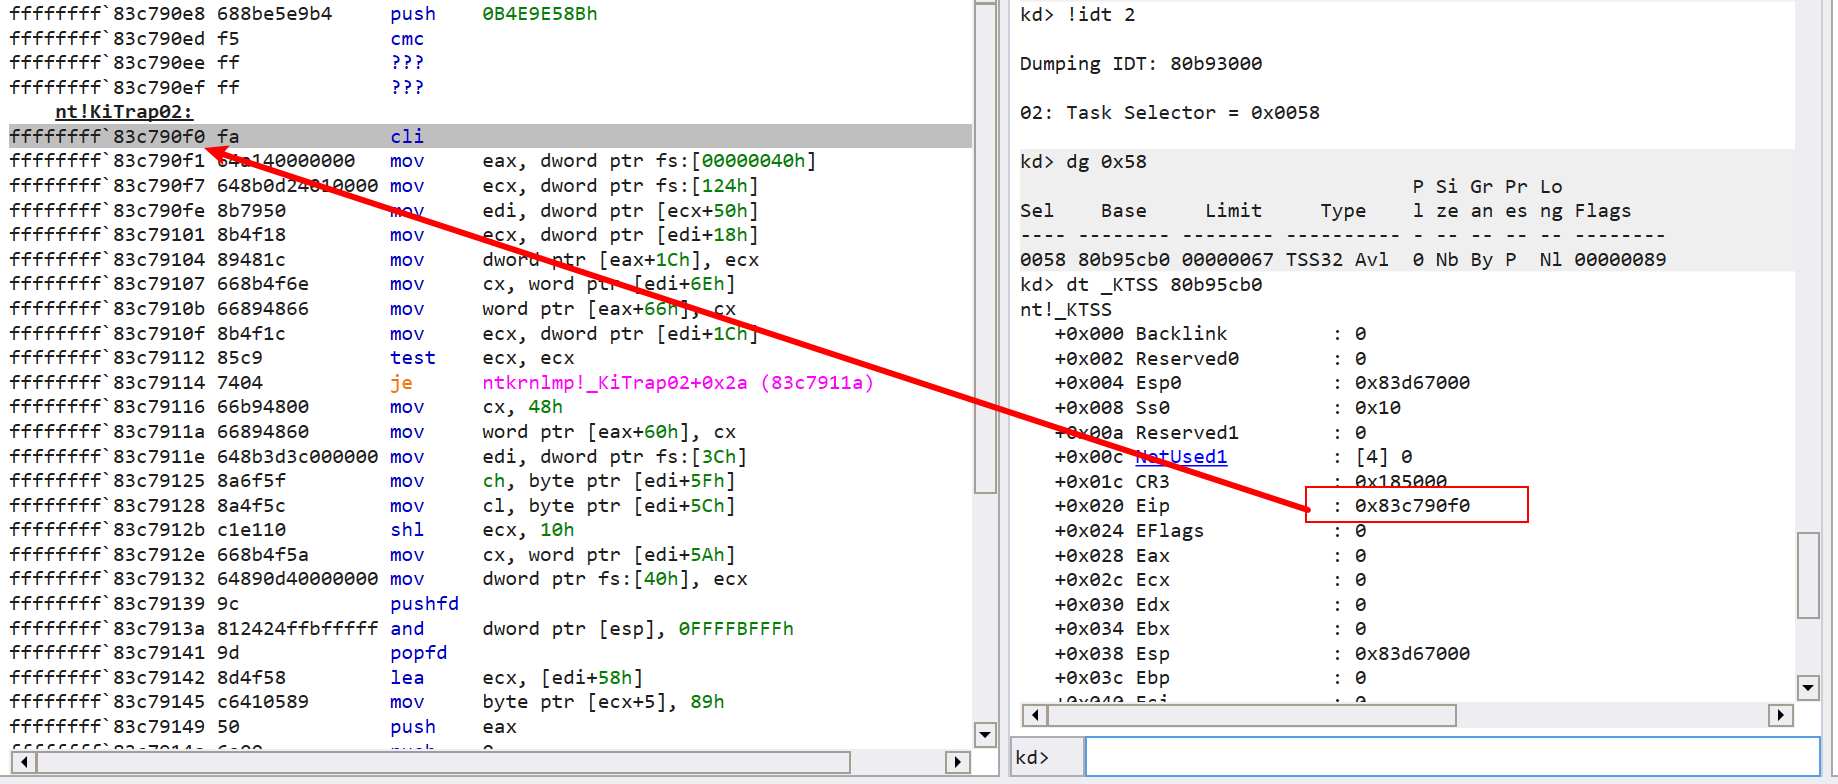 ffffffff`83c790e8 688be5e9b4 push 0B4E9E58Bh
ffffffff`83c790ed f5 cmc
ffffffff`83c790ee ff ???
ffffffff`83c790ef ff ???
nt!KiTrap02:
ffffffff`83c790f0 fa cli
ffffffff`83c790f1 64a140000000 mov eax, dword ptr fs:[00000040h]
ffffffff`83c790f7 648b0d24010000 mov ecx, dword ptr fs:[124h]
ffffffff`83c790fe 8b7950 mov edi, dword ptr [ecx+50h]
ffffffff`83c79101 8b4f18 mov ecx, dword ptr [edi+18h]
ffffffff`83c79104 89481c mov dword ptr [eax+1Ch], ecx
ffffffff`83c79107 668b4f6e mov cx, word ptr [edi+6Eh]
ffffffff`83c7910b 66894866 mov word ptr [eax+66h], cx
ffffffff`83c7910f 8b4f1c mov ecx, dword ptr [edi+1Ch]
ffffffff`83c79112 85c9 test ecx, ecx
ffffffff`83c79114 7404 je ntkrnlmp!_KiTrap02+0x2a (83c7911a)
ffffffff`83c79116 66b94800 mov cx, 48h
ffffffff`83c7911a 66894860 mov word ptr [eax+60h], cx
ffffffff`83c7911e 648b3d3c000000 mov edi, dword ptr fs:[3Ch]
ffffffff`83c79125 8a6f5f mov ch, byte ptr [edi+5Fh]
ffffffff`83c79128 8a4f5c mov cl, byte ptr [edi+5Ch]
ffffffff`83c7912b c1e110 shl ecx, 10h
ffffffff`83c7912e 668b4f5a mov cx, word ptr [edi+5Ah]
ffffffff`83c79132 64890d40000000 mov dword ptr fs:[40h], ecx
ffffffff`83c79139 9c pushfd
ffffffff`83c7913a 812424ffbfffff and dword ptr [esp], 0FFFFBFFFh
ffffffff`83c79141 9d popfd
ffffffff`83c79142 8d4f58 lea ecx, [edi+58h]
ffffffff`83c79145 c6410589 mov byte ptr [ecx+5], 89h
ffffffff`83c79149 50 push eax
kd> !idt 2
Dumping IDT: 80b93000
02: Task Selector = 0x0058
kd> dg 0x58
P Si Gr Pr Lo
Sel Base Limit Type l ze an es ng Flags
---- -------- -------- ---------- - -- -- -- -- --------
0058 80b95cb0 00000067 TSS32 Avl 0 Nb By P Nl 00000089
kd> dt _KTSS 80b95cb0
nt!_KTSS
+0x000 Backlink : 0
+0x002 Reserved0 : 0
+0x004 Esp0 : 0x83d67000
+0x008 Ss0 : 0x10
+0x00a Reserved1 : 0
+0x00c NotUsed1 : [4] 0
+0x01c CR3 : 0x185000
+0x020 Eip : 0x83c790f0
+0x024 EFlags : 0
+0x028 Eax : 0
+0x02c Ecx : 0
+0x030 Edx : 0
+0x034 Ebx : 0
+0x038 Esp : 0x83d67000
+0x03c Ebp : 0
+0x040 Esi : 0
kd>